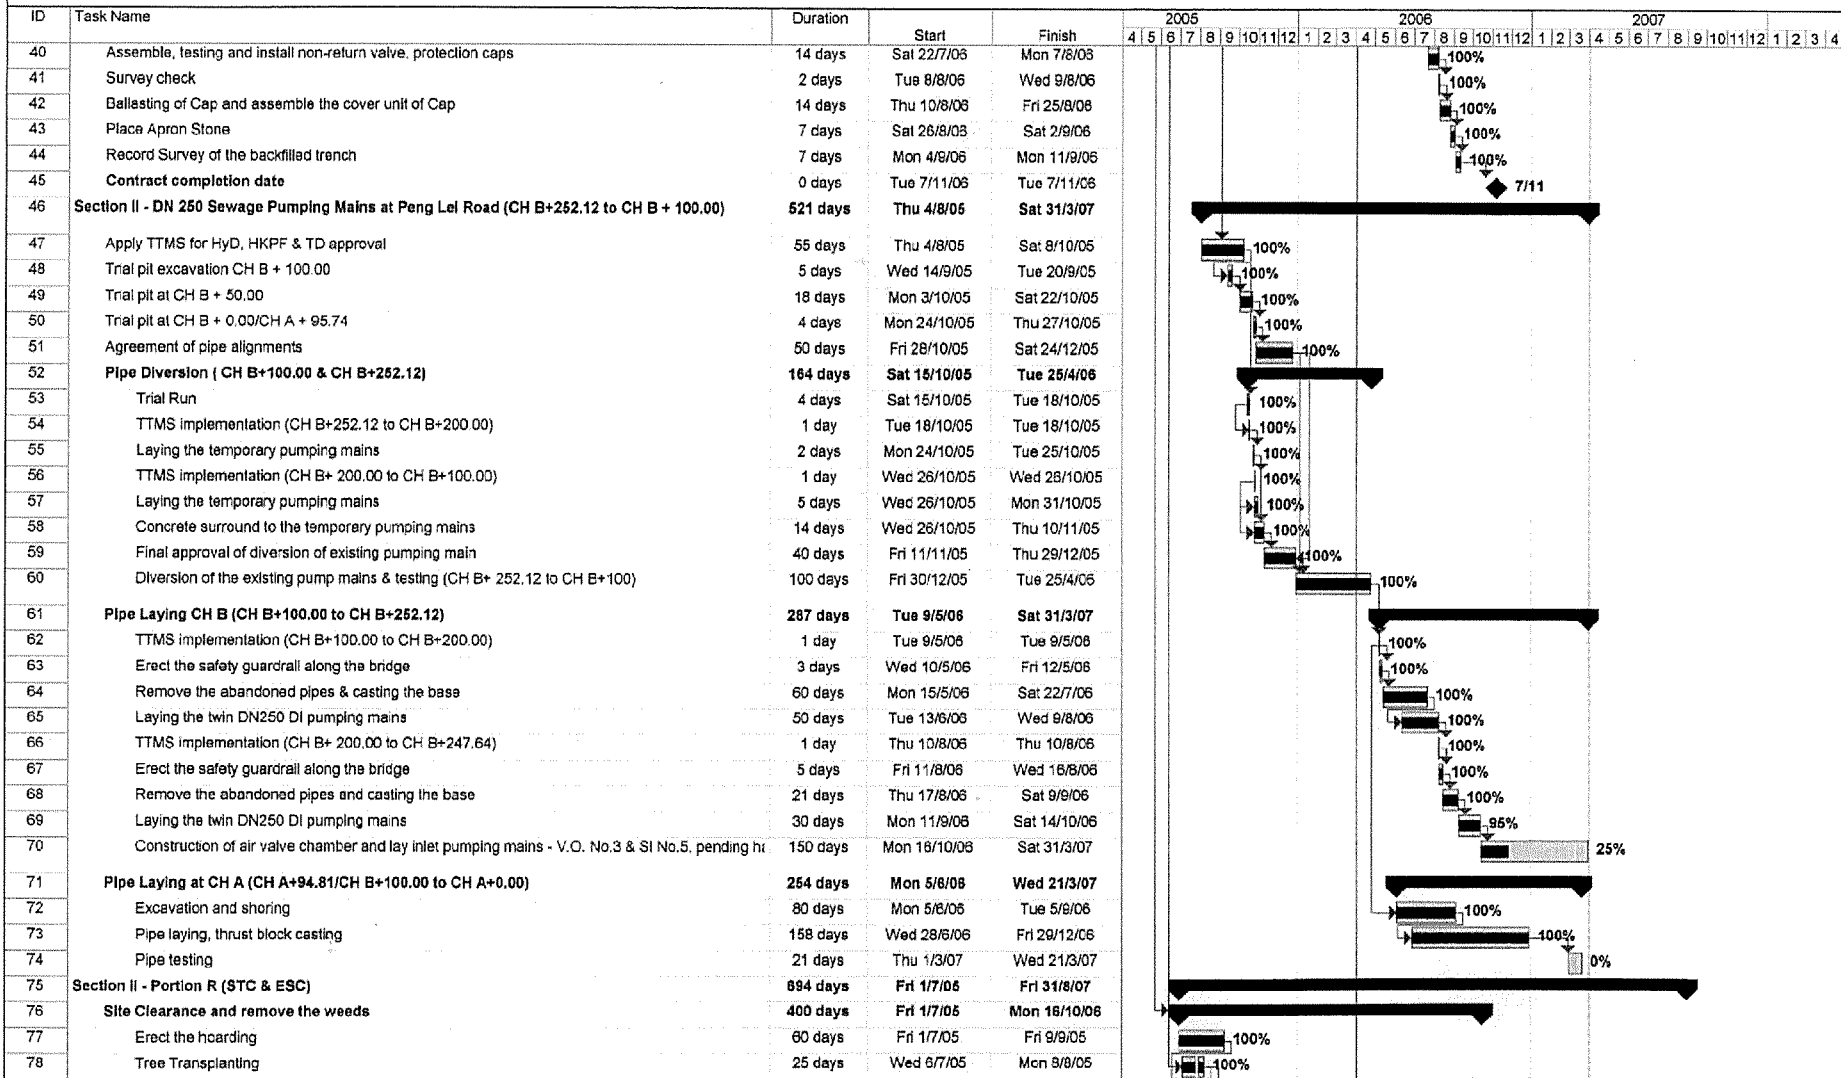 ID Task Name Duration Start Finish 2005 2006 2007
4 5 6 7 8 9 10 11 12 1 2 3 4 5 6 7 8 9 10 11 12 1 2 3 4 5 6 7 8 9 10 11 12 1 2 3 4
40 Assemble, testing and install non-return valve, protection caps 14 days Sat 22/7/06 Mon 7/8/06 100%
41 Survey check 2 days Tue 8/8/06 Wed 9/8/06 100%
42 Ballasting of Cap and assemble the cover unit of Cap 14 days Thu 10/8/06 Fri 25/8/06 100%
43 Place Apron Stone 7 days Sat 26/8/06 Sat 2/9/06 100%
44 Record Survey of the backfilled trench 7 days Mon 4/9/06 Mon 11/9/06 100%
45 Contract completion date 0 days Tue 7/11/06 Tue 7/11/06 7/11
46 Section II - DN 250 Sewage Pumping Mains at Peng Lei Road (CH B+252.12 to CH B + 100.00) 521 days Thu 4/8/05 Sat 31/3/07
47 Apply TTMS for HyD, HKPF & TD approval 55 days Thu 4/8/05 Sat 8/10/05 100%
48 Trial pit excavation CH B + 100.00 5 days Wed 14/9/05 Tue 20/9/05 100%
49 Trial pit at CH B + 50.00 18 days Mon 3/10/05 Sat 22/10/05 100%
50 Trial pit at CH B + 0.00/CH A + 95.74 4 days Mon 24/10/05 Thu 27/10/05 100%
51 Agreement of pipe alignments 50 days Fri 28/10/05 Sat 24/12/05 100%
52 Pipe Diversion ( CH B+100.00 & CH B+252.12) 164 days Sat 15/10/05 Tue 25/4/06
53 Trial Run 4 days Sat 15/10/05 Tue 18/10/05 100%
54 TTMS implementation (CH B+252.12 to CH B+200.00) 1 day Tue 18/10/05 Tue 18/10/05 100%
55 Laying the temporary pumping mains 2 days Mon 24/10/05 Tue 25/10/05 100%
56 TTMS implementation (CH B+ 200.00 to CH B+100.00) 1 day Wed 26/10/05 Wed 26/10/05 100%
57 Laying the temporary pumping mains 5 days Wed 26/10/05 Mon 31/10/05 100%
58 Concrete surround to the temporary pumping mains 14 days Wed 26/10/05 Thu 10/11/05 100%
59 Final approval of diversion of existing pumping main 40 days Fri 11/11/05 Thu 29/12/05 100%
60 Diversion of the existing pump mains & testing (CH B+ 252.12 to CH B+100) 100 days Fri 30/12/05 Tue 25/4/06 100%
61 Pipe Laying CH B (CH B+100.00 to CH B+252.12) 287 days Tue 9/5/06 Sat 31/3/07
62 TTMS implementation (CH B+100.00 to CH B+200.00) 1 day Tue 9/5/06 Tue 9/5/06 100%
63 Erect the safety guardrail along the bridge 3 days Wed 10/5/06 Fri 12/5/06 100%
64 Remove the abandoned pipes & casting the base 60 days Mon 15/5/06 Sat 22/7/06 100%
65 Laying the twin DN250 DI pumping mains 50 days Tue 13/6/06 Wed 9/8/06 100%
66 TTMS implementation (CH B+ 200.00 to CH B+247.64) 1 day Thu 10/8/06 Thu 10/8/06 100%
67 Erect the safety guardrail along the bridge 5 days Fri 11/8/06 Wed 16/8/06 100%
68 Remove the abandoned pipes and casting the base 21 days Thu 17/8/06 Sat 9/9/06 100%
69 Laying the twin DN250 DI pumping mains 30 days Mon 11/9/06 Sat 14/10/06 95%
70 Construction of air valve chamber and lay inlet pumping mains - V.O. No.3 & SI No.5, pending 150 days Mon 16/10/06 Sat 31/3/07 25%
71 Pipe Laying at CH A (CH A+94.81/CH B+100.00 to CH A+0.00) 254 days Mon 5/6/06 Wed 21/3/07
72 Excavation and shoring 80 days Mon 5/6/06 Tue 5/9/06 100%
73 Pipe laying, thrust block casting 158 days Wed 28/6/06 Fri 29/12/06 100%
74 Pipe testing 21 days Thu 1/3/07 Wed 21/3/07 0%
75 Section II - Portion R (STC & ESC) 694 days Fri 1/7/05 Fri 31/8/07
76 Site Clearance and remove the weeds 400 days Fri 1/7/05 Mon 16/10/06
77 Erect the hoarding 60 days Fri 1/7/05 Fri 9/9/05 100%
78 Tree Transplanting 25 days Wed 6/7/05 Mon 8/8/05 100%